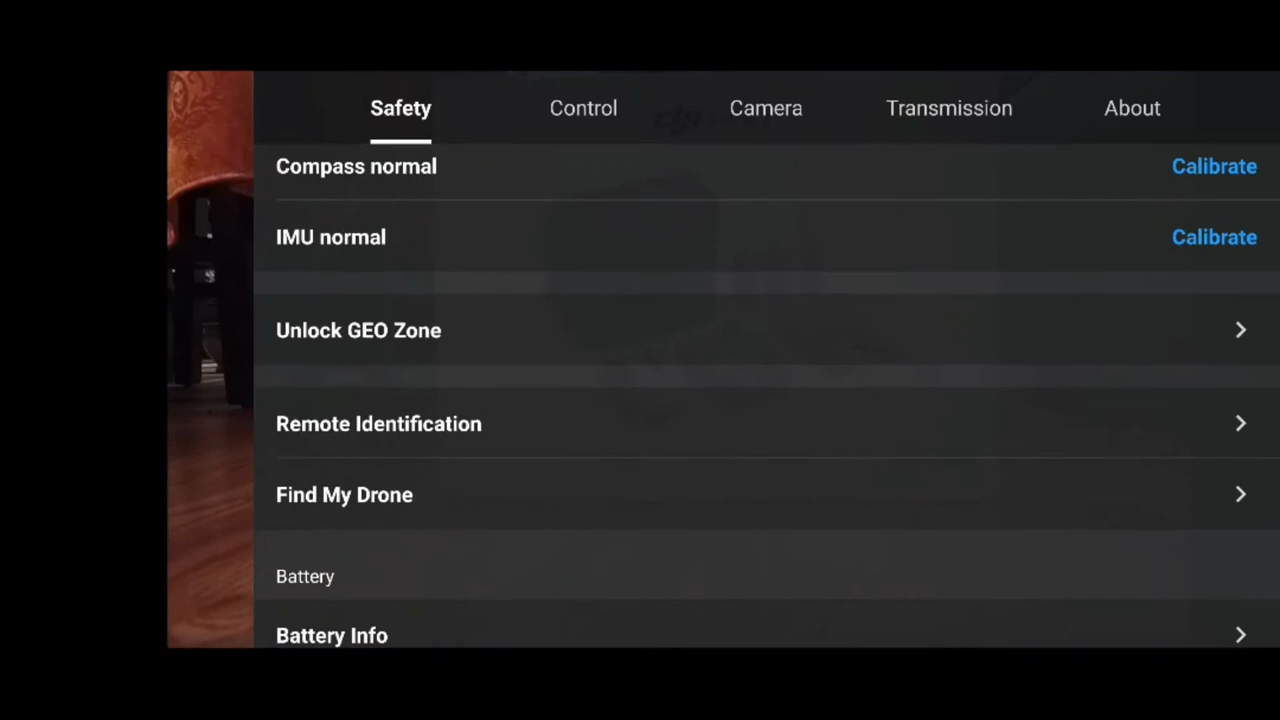 Safety Control Camera Transmission About
Compass normal Calibrate
IMU normal Calibrate
Unlock GEO Zone
Remote Identification
Find My Drone
Battery
Battery Info